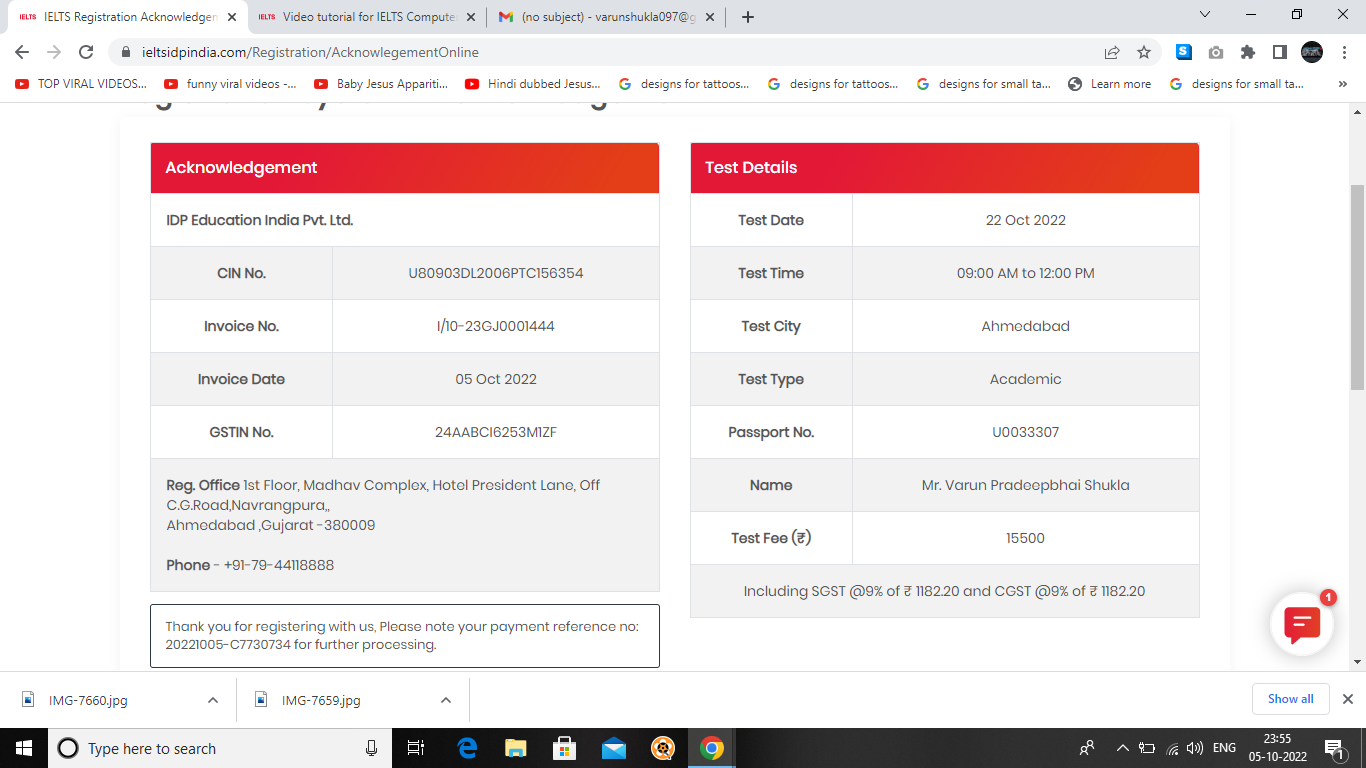 IELTS IELTS Registration Acknowledgen
IELTS Video tutorial for IELTS Compute
(no subject) - varunshukla097@g
ieltsidpindia.com/Registration/AcknowlegementOnline
TOP VIRAL VIDEOS...
funny viral videos -...
Baby Jesus Appariti...
Hindi dubbed Jesus...
designs for tattoos...
designs for tattoos...
designs for small ta...
Learn more
designs for small ta...
Acknowledgement
IDP Education India Pvt. Ltd.
CIN No. U80903DL2006PTC156354
Invoice No. I/10-23GJ0001444
Invoice Date 05 Oct 2022
GSTIN No. 24AABCI6253M1ZF
Reg. Office 1st Floor, Madhav Complex, Hotel President Lane, Off
C.G.Road,Navrangpura,,
Ahmedabad ,Gujarat -380009
Phone - +91-79-44118888
Thank you for registering with us, Please note your payment reference no:
20221005-C7730734 for further processing.
Test Details
Test Date 22 Oct 2022
Test Time 09:00 AM to 12:00 PM
Test City Ahmedabad
Test Type Academic
Passport No. U0033307
Name Mr. Varun Pradeepbhai Shukla
Test Fee (₹) 15500
Including SGST @9% of ₹ 1182.20 and CGST @9% of ₹ 1182.20
1
IMG-7660.jpg
IMG-7659.jpg
Show all
Type here to search
ENG
23:55
05-10-2022
1